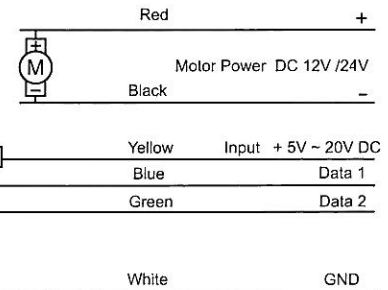 Red +
+
M Motor Power DC 12V /24V
−
Black −
Yellow Input + 5V ~ 20V DC
Blue Data 1
Green Data 2
White GND